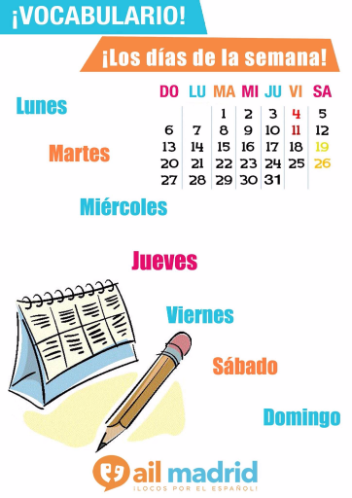 ¡VOCABULARIO!
¡Los días de la semana!
DO LU MA MI JU VI SA
1 2 3 4 5
6 7 8 9 10 11 12
13 14 15 16 17 18 19
20 21 22 23 24 25 26
27 28 29 30 31
Lunes
Martes
Miércoles
Jueves
Viernes
Sábado
Domingo
ail madrid
¡LOCOS POR EL ESPAÑOL!